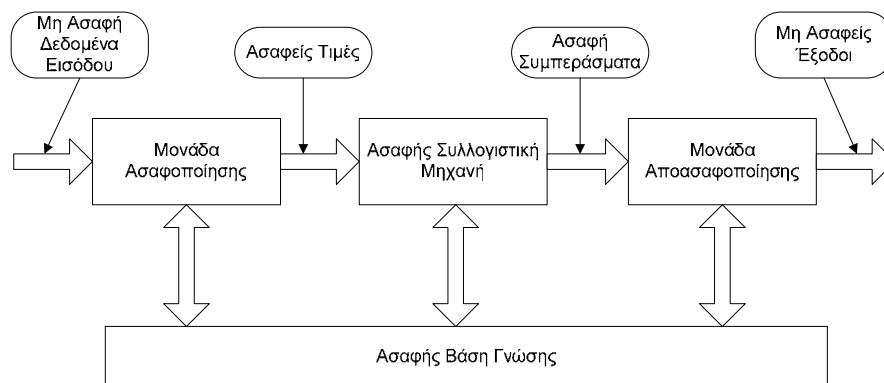 Μη Ασαφή
Δεδομένα
Εισόδου
Ασαφείς Τιμές
Ασαφή
Συμπεράσματα
Μη Ασαφείς
Έξοδοι
Μονάδα
Ασαφοποίησης
Ασαφής Συλλογιστική
Μηχανή
Μονάδα
Αποασαφοποίησης
Ασαφής Βάση Γνώσης